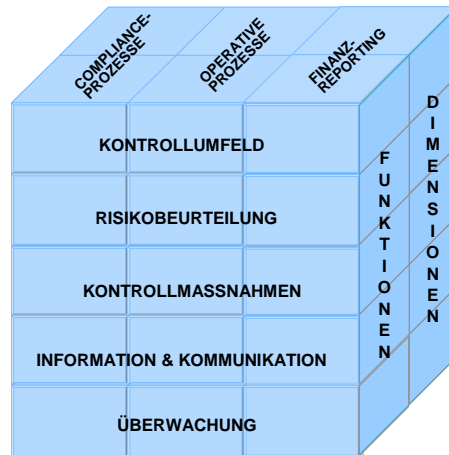 COMPLIANCE-
PROZESSE
OPERATIVE
PROZESSE
FINANZ-
REPORTING
KONTROLLUMFELD
RISIKOBEURTEILUNG
KONTROLLMASSNAHMEN
INFORMATION & KOMMUNIKATION
ÜBERWACHUNG
FUNKTIONEN
DIMENSIONEN